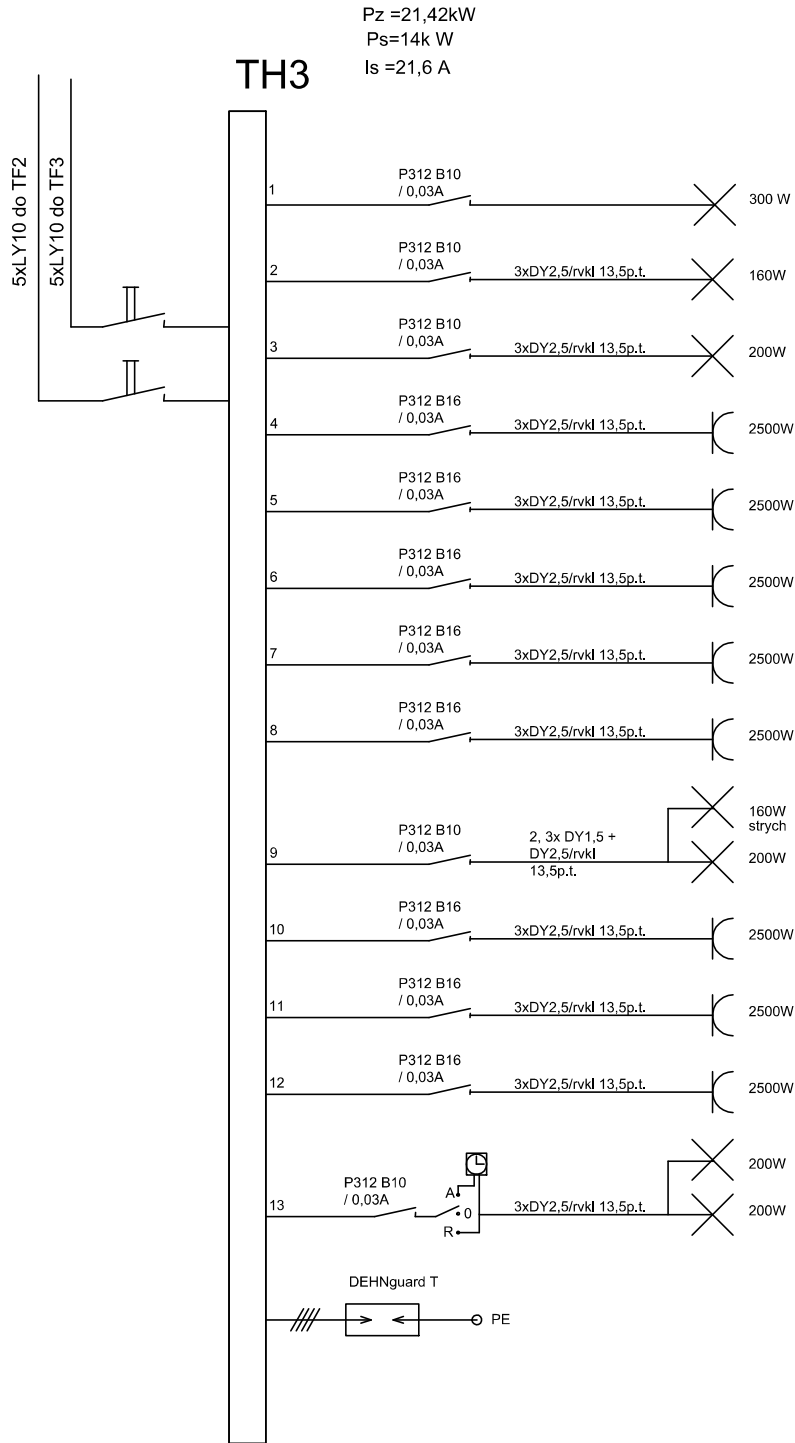 Pz =21,42kW
Ps=14k W
Is =21,6 A
TH3
5xLY10 do TF2
5xLY10 do TF3
1
P312 B10
/ 0,03A
300 W
2
P312 B10
/ 0,03A
3xDY2,5/rvkl 13,5p.t.
160W
3
P312 B10
/ 0,03A
3xDY2,5/rvkl 13,5p.t.
200W
4
P312 B16
/ 0,03A
3xDY2,5/rvkl 13,5p.t.
2500W
5
P312 B16
/ 0,03A
3xDY2,5/rvkl 13,5p.t.
2500W
6
P312 B16
/ 0,03A
3xDY2,5/rvkl 13,5p.t.
2500W
7
P312 B16
/ 0,03A
3xDY2,5/rvkl 13,5p.t.
2500W
8
P312 B16
/ 0,03A
3xDY2,5/rvkl 13,5p.t.
2500W
9
P312 B10
/ 0,03A
2, 3x DY1,5 +
DY2,5/rvkl
13,5p.t.
160W
strych
200W
10
P312 B16
/ 0,03A
3xDY2,5/rvkl 13,5p.t.
2500W
11
P312 B16
/ 0,03A
3xDY2,5/rvkl 13,5p.t.
2500W
12
P312 B16
/ 0,03A
3xDY2,5/rvkl 13,5p.t.
2500W
13
P312 B10
/ 0,03A
A
0
R
3xDY2,5/rvkl 13,5p.t.
200W
200W
DEHNguard T
PE